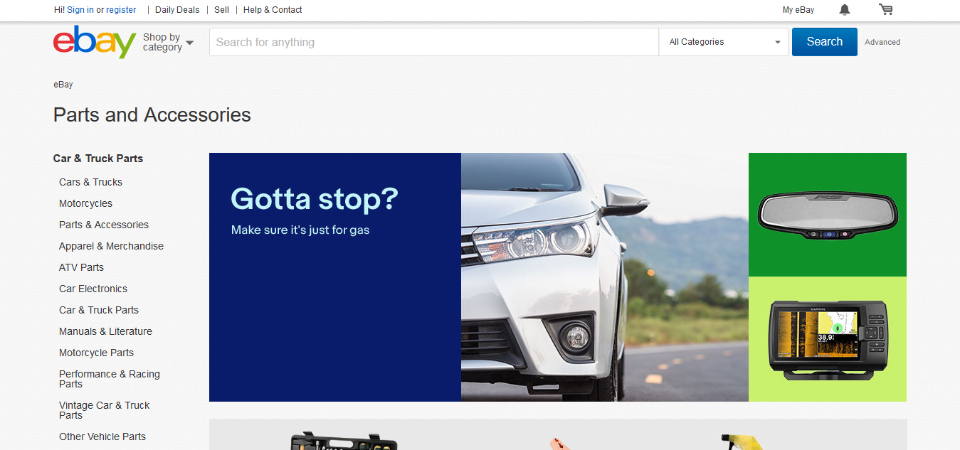 Hi! Sign in or register | Daily Deals | Sell | Help & Contact My eBay
ebay Shop by category Search for anything All Categories Search Advanced
eBay
Parts and Accessories
Car & Truck Parts
Cars & Trucks
Motorcycles
Parts & Accessories
Apparel & Merchandise
ATV Parts
Car Electronics
Car & Truck Parts
Manuals & Literature
Motorcycle Parts
Performance & Racing
Parts
Vintage Car & Truck
Parts
Other Vehicle Parts
Gotta stop?
Make sure it's just for gas
GARMIN